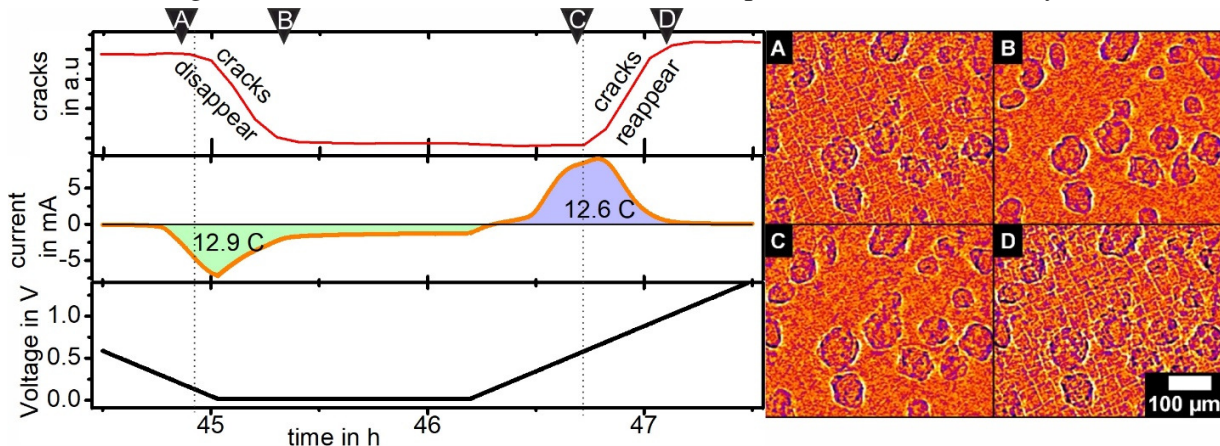 A B C D
cracks
in a.u
cracks
disappear
cracks
reappear
current
in mA
5
0
-5
12.9 C
12.6 C
Voltage in V
1.0
0.5
0.0
45 46 47
time in h
A B
C D
100 µm